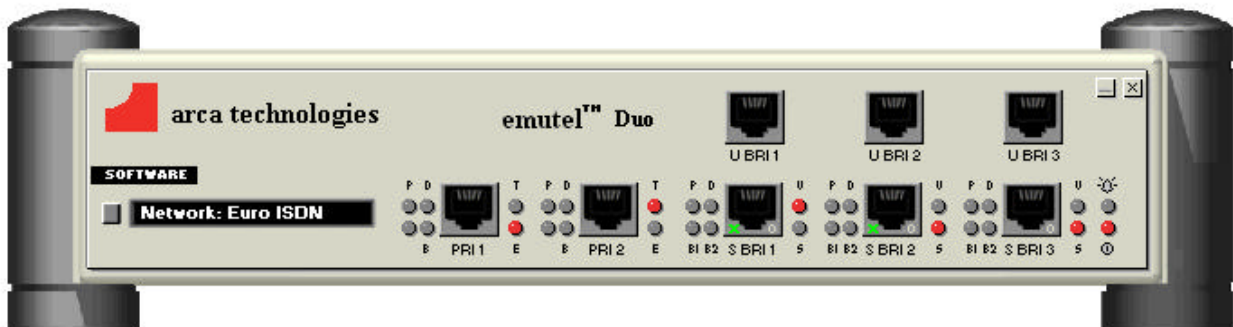 arca technologies
emutel™ Duo
U BRI 1
U BRI 2
U BRI 3
SOFTWARE
Network: Euro ISDN
P D T P D T P D U P D U P D U
B PRI 1 E B PRI 2 E B1 B2 S BRI 1 S B1 B2 S BRI 2 S B1 B2 S BRI 3 S